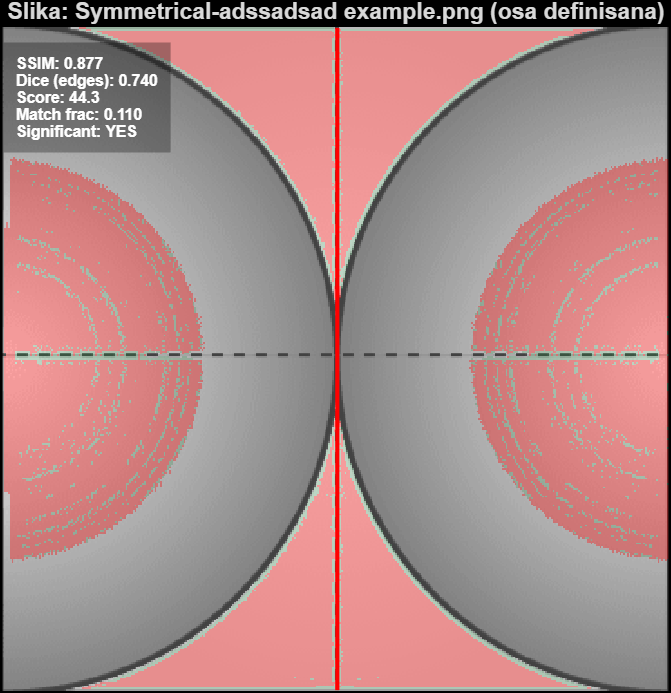 Slika: Symmetrical-adssadsad example.png (osa definisana)
SSIM: 0.877
Dice (edges): 0.740
Score: 44.3
Match frac: 0.110
Significant: YES